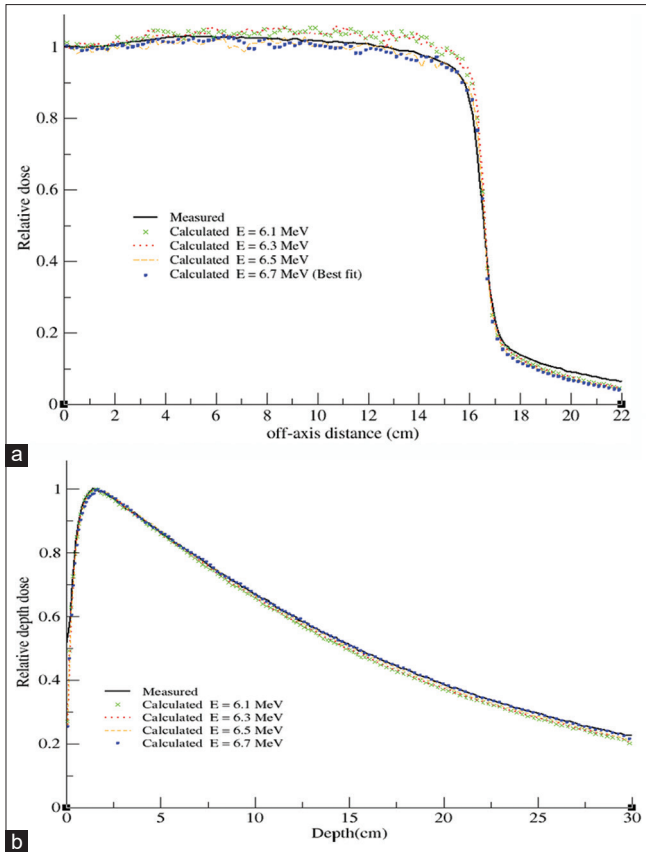 1
0.8
0.6
0.4
0.2
0
Relative dose
Measured
Calculated E = 6.1 MeV
Calculated E = 6.3 MeV
Calculated E = 6.5 MeV
Calculated E = 6.7 MeV (Best fit)
0 2 4 6 8 10 12 14 16 18 20 22
off-axis distance (cm)
a
1
0.8
0.6
0.4
0.2
0
Relative depth dose
Measured
Calculated E = 6.1 MeV
Calculated E = 6.3 MeV
Calculated E = 6.5 MeV
Calculated E = 6.7 MeV
0 5 2.5 10 15 20 25 30
Depth(cm)
b